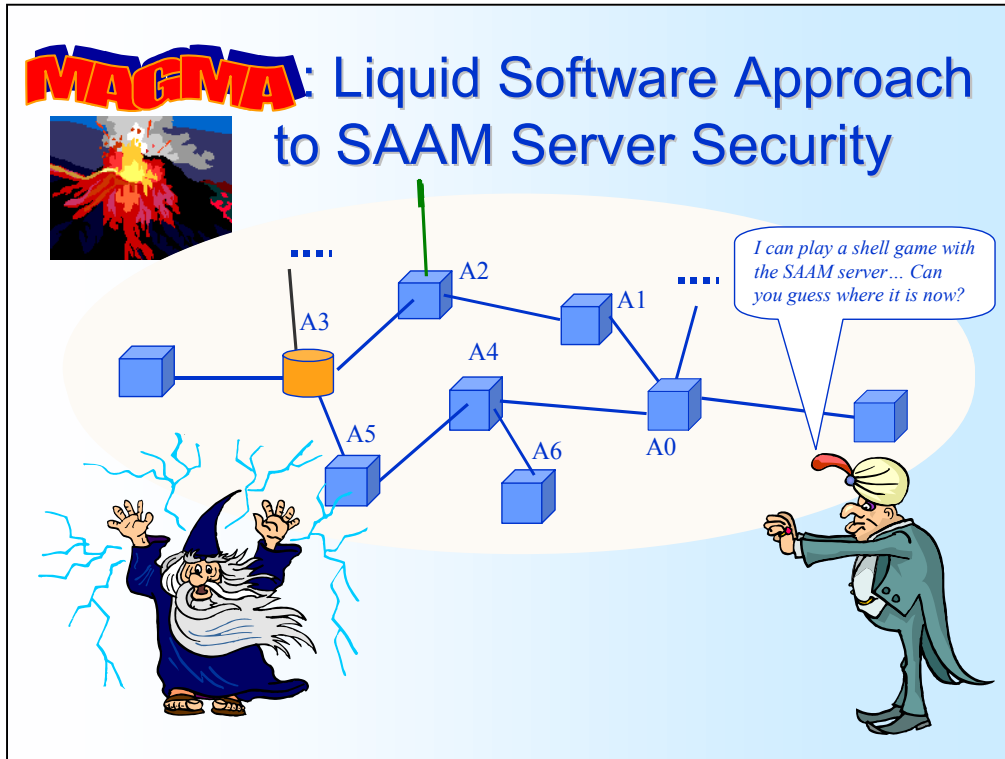 MAGMA: Liquid Software Approach
to SAAM Server Security
I can play a shell game with
the SAAM server… Can
you guess where it is now?
A2
A1
A3
A4
A5
A6
A0